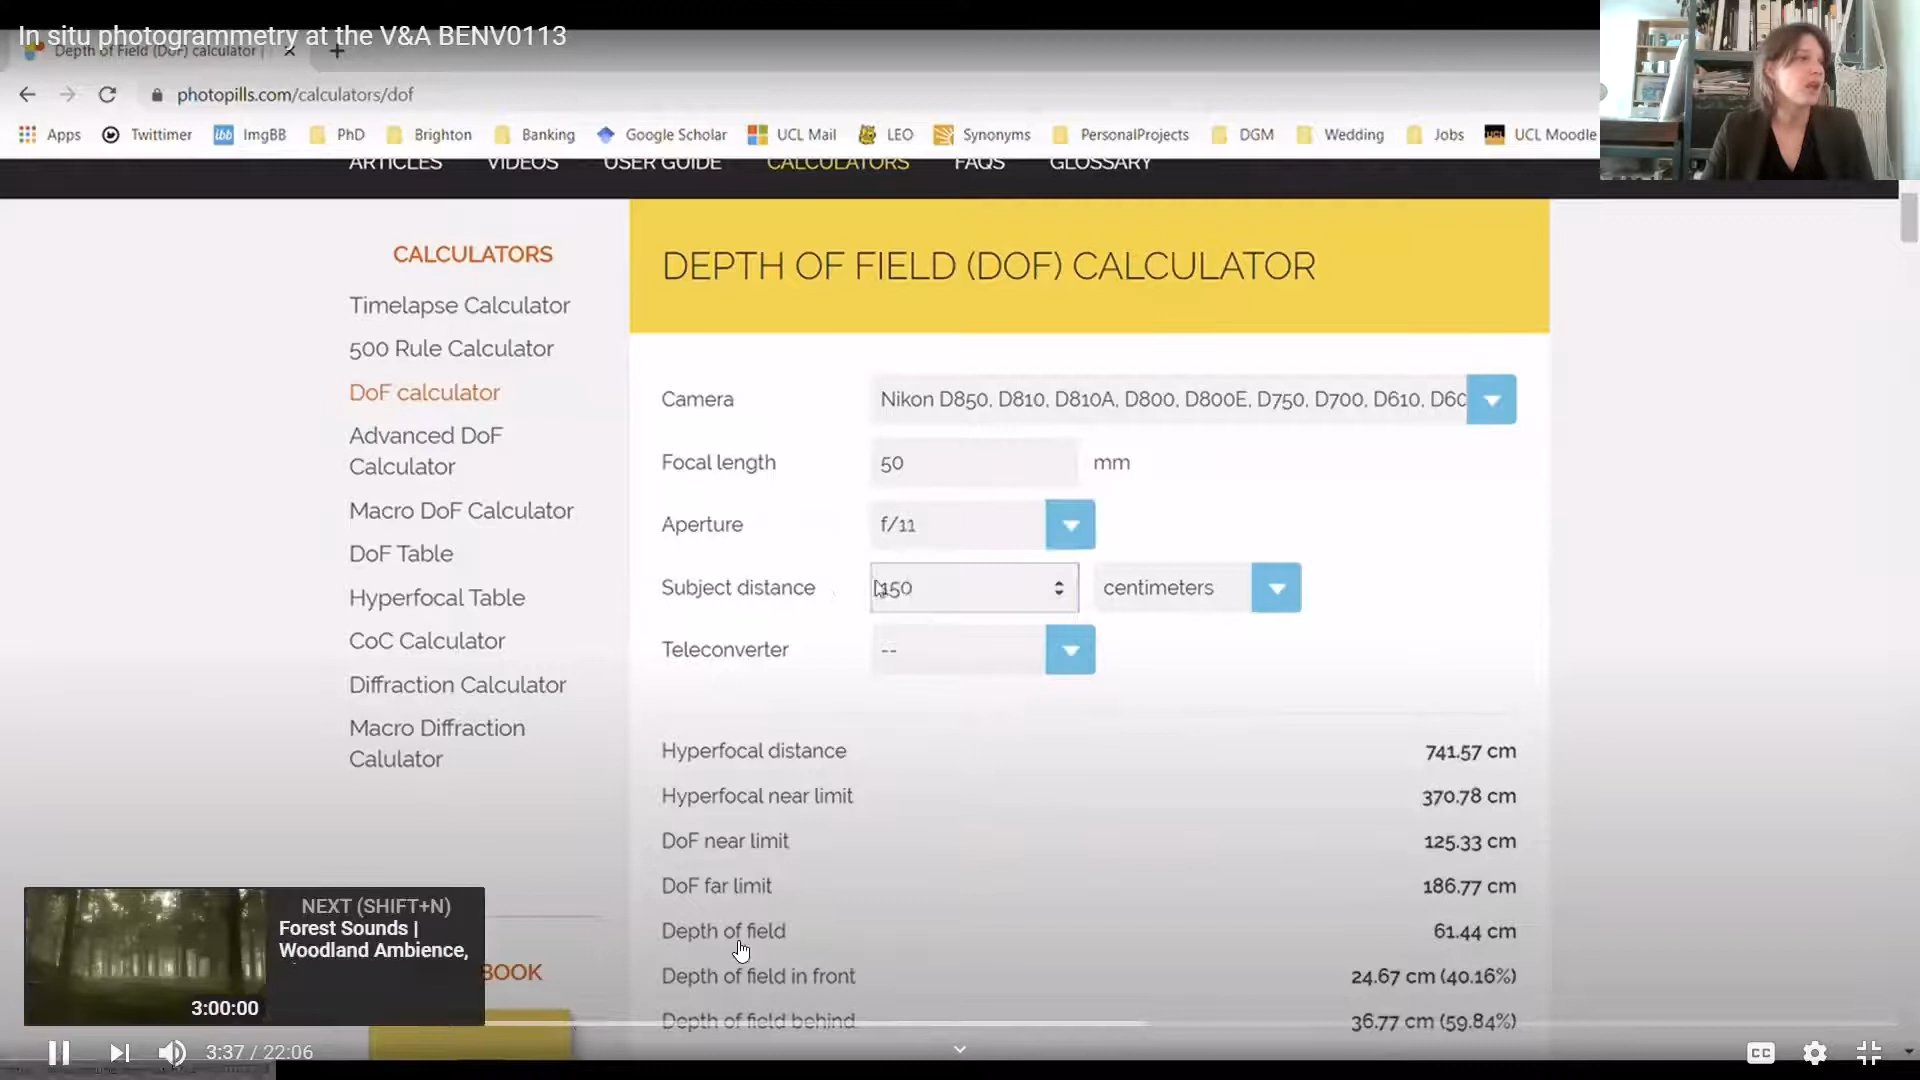 In situ photogrammetry at the V&A BENV0113
Depth of Field (DoF) calculator |
photopills.com/calculators/dof
Apps Twittimer ImgBB PhD Brighton Banking Google Scholar UCL Mail LEO Synonyms PersonalProjects DGM Wedding Jobs UCL Moodle
ARTICLES VIDEOS USER GUIDE CALCULATORS FAQS GLOSSARY
CALCULATORS
Timelapse Calculator
500 Rule Calculator
DoF calculator
Advanced DoF
Calculator
Macro DoF Calculator
DoF Table
Hyperfocal Table
CoC Calculator
Diffraction Calculator
Macro Diffraction
Calulator
BOOK
DEPTH OF FIELD (DOF) CALCULATOR
Camera Nikon D850, D810, D810A, D800, D800E, D750, D700, D610, D60
Focal length 50 mm
Aperture f/11
Subject distance 150 centimeters
Teleconverter --
Hyperfocal distance 741.57 cm
Hyperfocal near limit 370.78 cm
DoF near limit 125.33 cm
DoF far limit 186.77 cm
Depth of field 61.44 cm
Depth of field in front 24.67 cm (40.16%)
Depth of field behind 36.77 cm (59.84%)
NEXT (SHIFT+N)
Forest Sounds |
Woodland Ambience,
3:00:00
3:37 / 22:06
CC